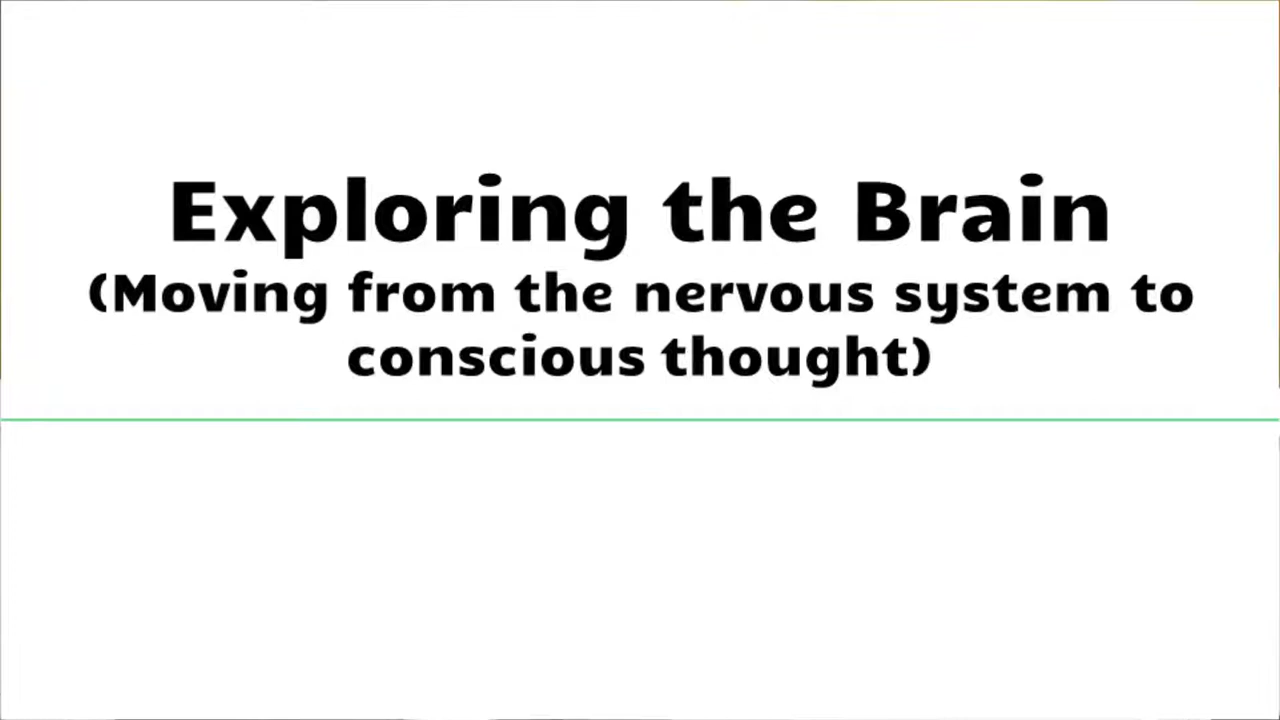 Exploring the Brain
(Moving from the nervous system to
conscious thought)